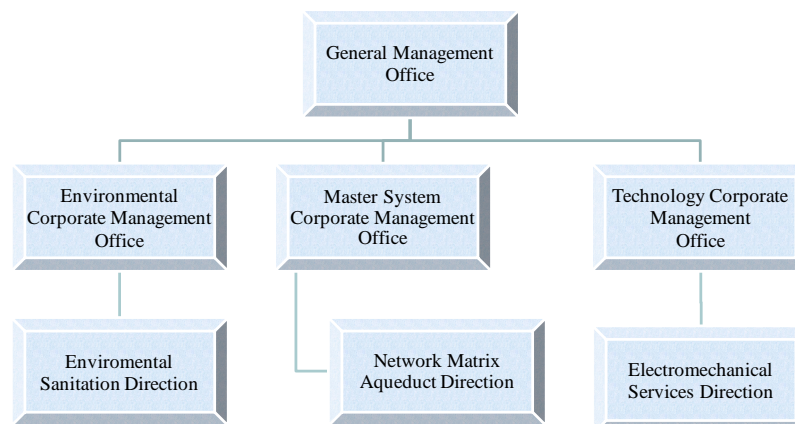 General Management
Office
Environmental
Corporate Management
Office
Master System
Corporate Management
Office
Technology Corporate
Management
Office
Enviromental
Sanitation Direction
Network Matrix
Aqueduct Direction
Electromechanical
Services Direction